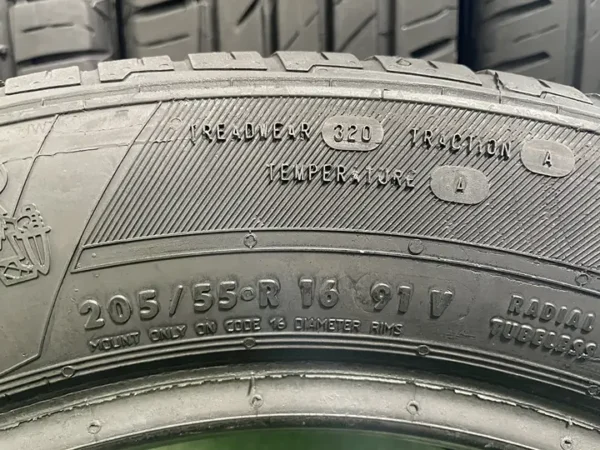 TREADWEAR 320 TRACTION A
TEMPERATURE A
205/55 R 16 91 V
MOUNT ONLY ON CODE 16 DIAMETER RIMS
RADIAL
TUBELESS